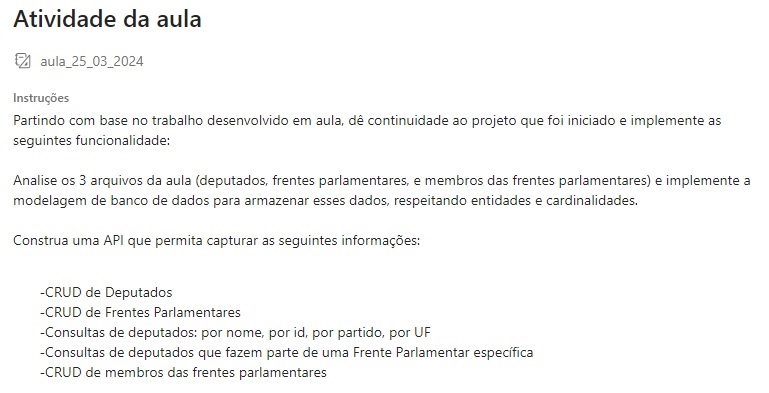 Atividade da aula
aula_25_03_2024
Instruções
Partindo com base no trabalho desenvolvido em aula, dê continuidade ao projeto que foi iniciado e implemente as
seguintes funcionalidade:
Analise os 3 arquivos da aula (deputados, frentes parlamentares, e membros das frentes parlamentares) e implemente a
modelagem de banco de dados para armazenar esses dados, respeitando entidades e cardinalidades.
Construa uma API que permita capturar as seguintes informações:
-CRUD de Deputados
-CRUD de Frentes Parlamentares
-Consultas de deputados: por nome, por id, por partido, por UF
-Consultas de deputados que fazem parte de uma Frente Parlamentar específica
-CRUD de membros das frentes parlamentares